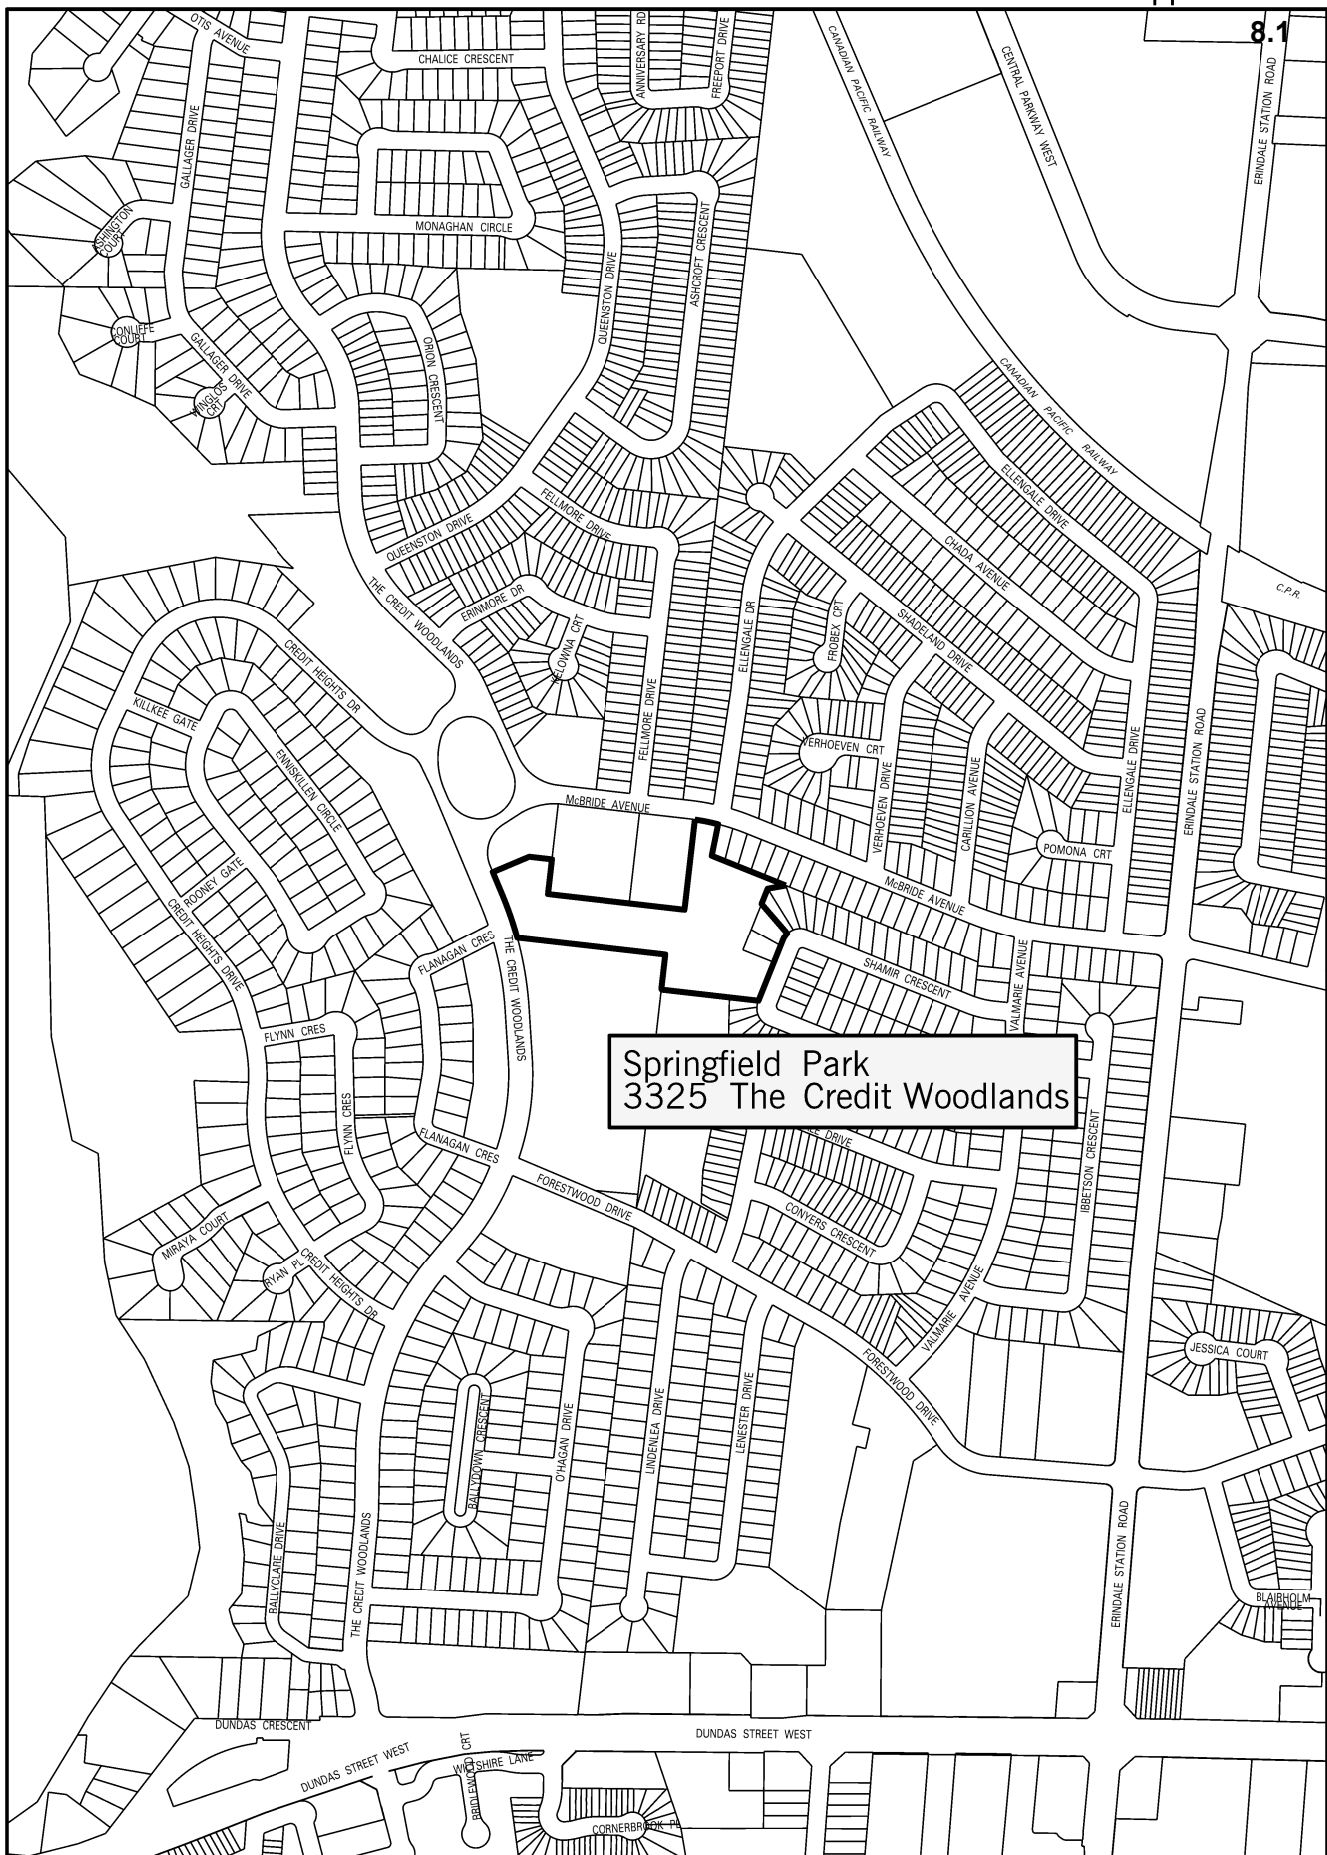 8.1
OTIS AVENUE
CHALICE CRESCENT
ANNIVERSARY RD
FREEPORT DRIVE
CANADIAN PACIFIC RAILWAY
CENTRAL PARKWAY WEST
ERINDALE STATION ROAD
GALLAGER DRIVE
ASHINGTON
COURT
MONAGHAN CIRCLE
QUEENSTON DRIVE
ASHCROFT CRESCENT
CONLIFFE
COURT
GALLAGER DRIVE
WINGLOS
CRT
ORION CRESCENT
CANADIAN PACIFIC RAILWAY
ELLENGALE DRIVE
QUEENSTON DRIVE
FELLMORE DRIVE
CHADA AVENUE
C.P.R.
THE CREDIT WOODLANDS
ERINMORE DR
KELOWNA CRT
ELLENGALE DR
FROBEX CRT
SHADELAND DRIVE
CREDIT HEIGHTS DR
KILLKEE GATE
ENNISKILLEN CIRCLE
FELLMORE DRIVE
VERHOEVEN CRT
VERHOEVEN DRIVE
CARILLION AVENUE
ELLENGALE DRIVE
ERINDALE STATION ROAD
McBRIDE AVENUE
POMONA CRT
ROONEY GATE
CREDIT HEIGHTS DRIVE
McBRIDE AVENUE
FLANAGAN CRES
THE CREDIT WOODLANDS
SHAMIR CRESCENT
VALMARIE AVENUE
FLYNN CRES
Springfield Park
3325 The Credit Woodlands
FLYNN CRES
FLANAGAN CRES
DRIVE
IBBETSON CRESCENT
FORESTWOOD DRIVE
CONYERS CRESCENT
MIRAYA COURT
RYAN PL
CREDIT HEIGHTS DR
VALMARIE AVENUE
FORESTWOOD DRIVE
JESSICA COURT
BALLYDOWN CRESCENT
O'HAGAN DRIVE
LINDENLEA DRIVE
LENESTER DRIVE
BALLYCLARE DRIVE
THE CREDIT WOODLANDS
ERINDALE STATION ROAD
BLAIRHOLM
AVENUE
DUNDAS CRESCENT
DUNDAS STREET WEST
DUNDAS STREET WEST
WILTSHIRE LANE
BRIDLEWOOD CRT
CORNERBROOK PL